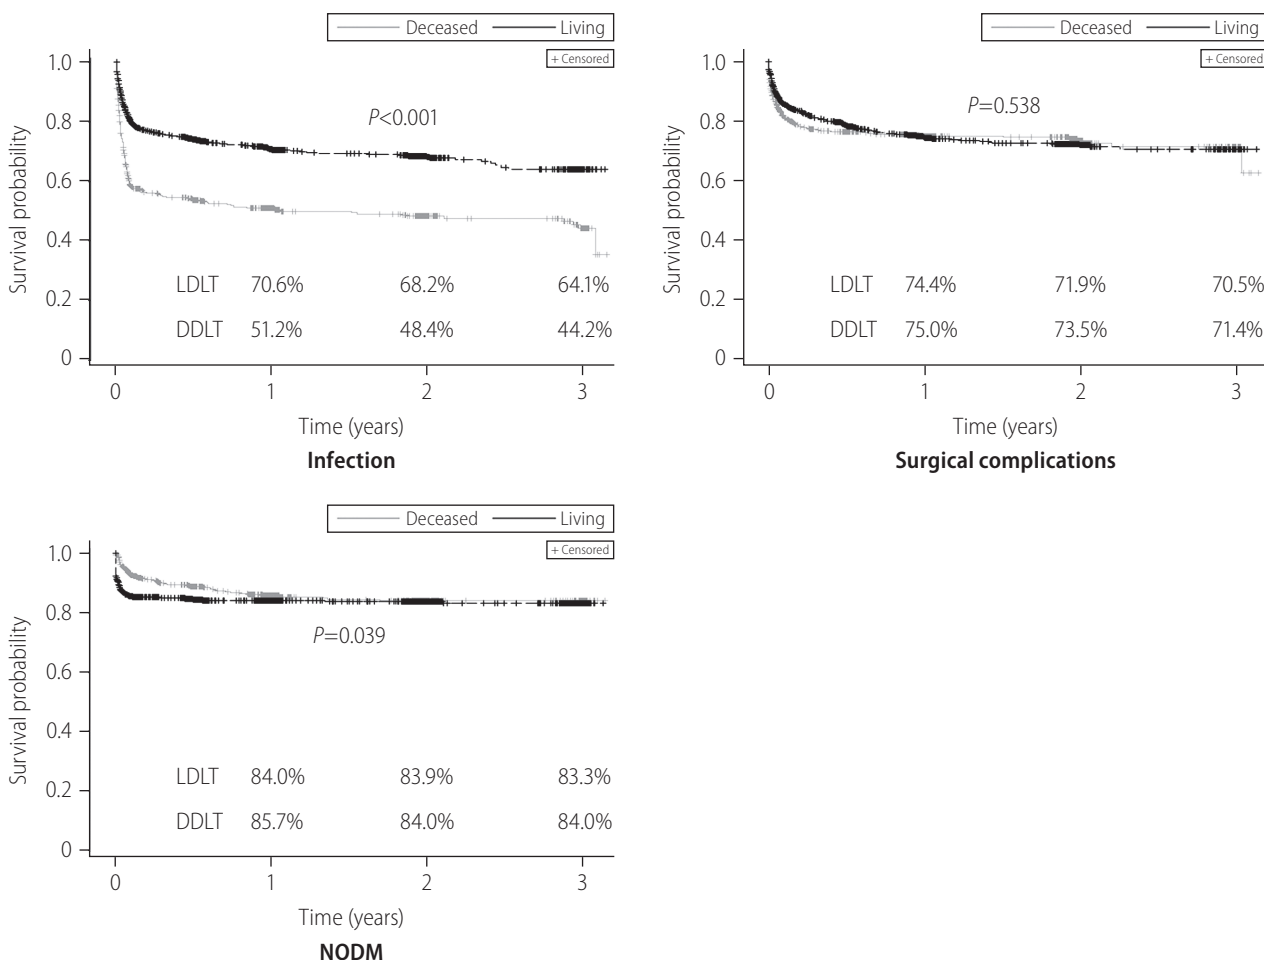 Deceased Living
+ Censored
1.0
0.8
0.6
0.4
0.2
0
Survival probability
P<0.001
LDLT 70.6% 68.2% 64.1%
DDLT 51.2% 48.4% 44.2%
0 1 2 3
Time (years)
Infection
Deceased Living
+ Censored
1.0
0.8
0.6
0.4
0.2
0
Survival probability
P=0.538
LDLT 74.4% 71.9% 70.5%
DDLT 75.0% 73.5% 71.4%
0 1 2 3
Time (years)
Surgical complications
Deceased Living
+ Censored
1.0
0.8
0.6
0.4
0.2
0
Survival probability
P=0.039
LDLT 84.0% 83.9% 83.3%
DDLT 85.7% 84.0% 84.0%
0 1 2 3
Time (years)
NODM